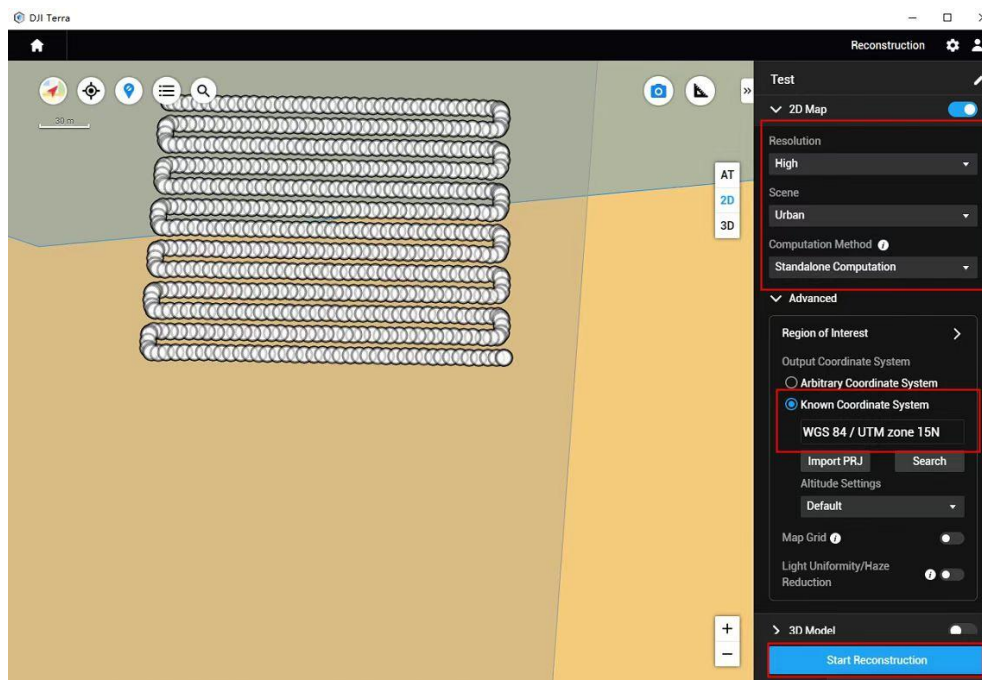 DJI Terra
Reconstruction
30 m
Test
2D Map
Resolution
High
Scene
Urban
Computation Method
Standalone Computation
Advanced
Region of Interest
Output Coordinate System
Arbitrary Coordinate System
Known Coordinate System
WGS 84 / UTM zone 15N
Import PRJ Search
Altitude Settings
Default
Map Grid
Light Uniformity/Haze
Reduction
3D Model
Start Reconstruction
AT
2D
3D